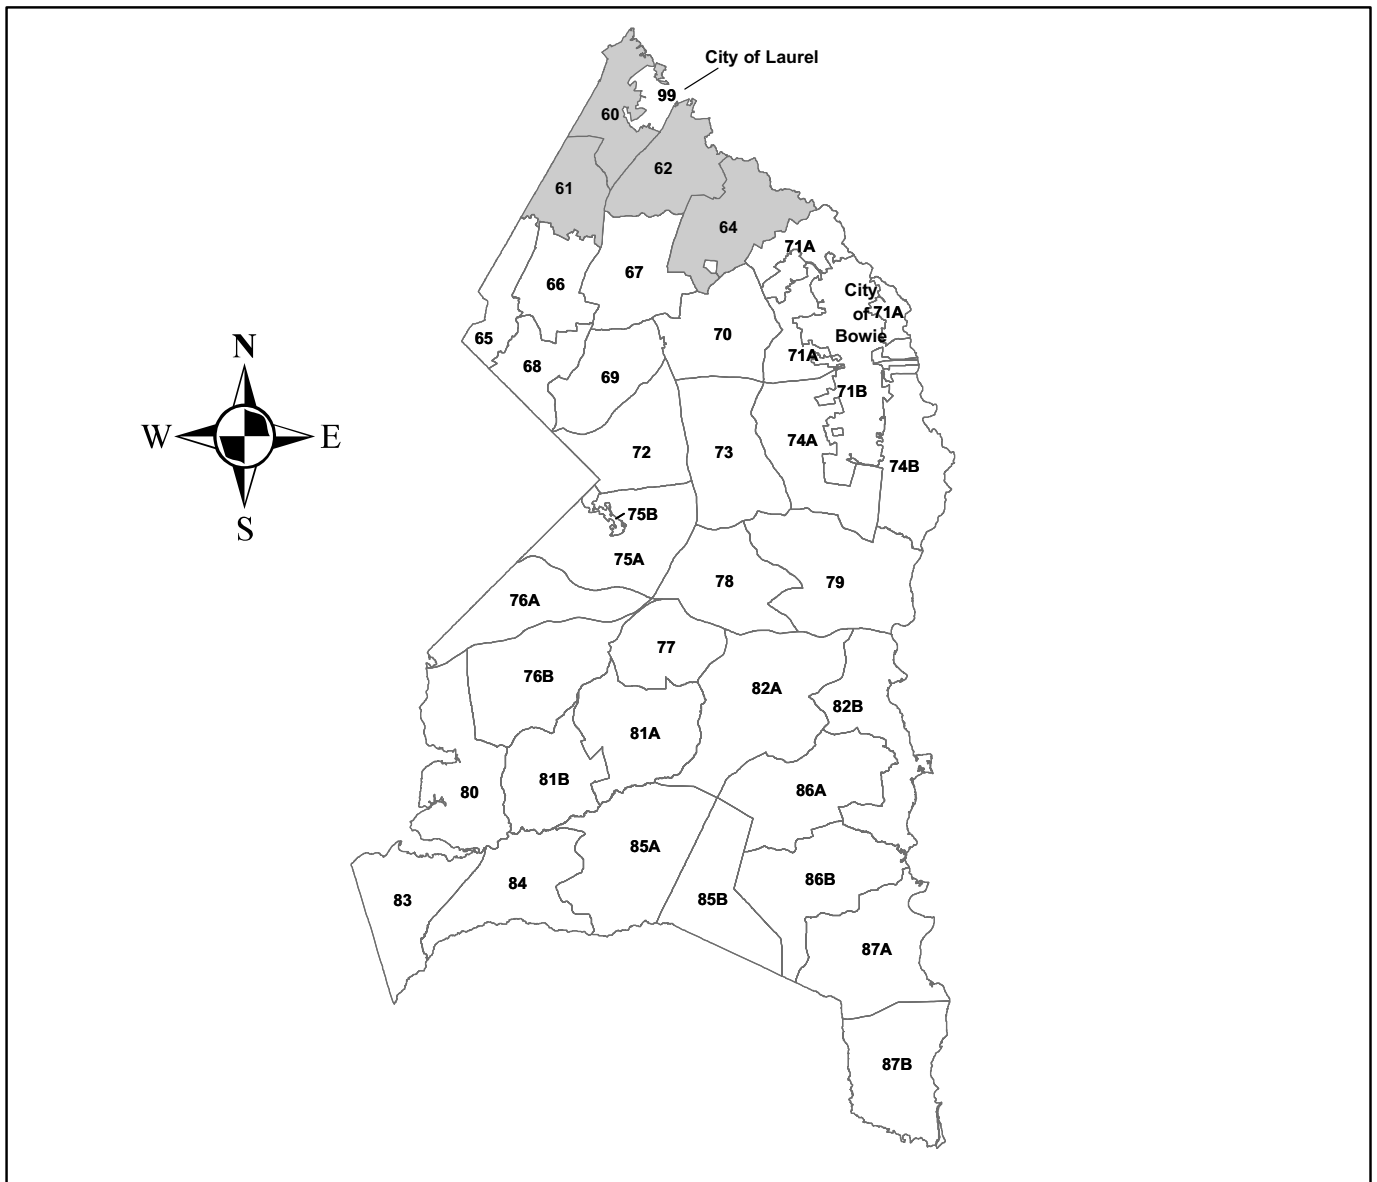 City of Laurel
99
60
62
61
64
71A
67
66
City
of
Bowie
71A
65
70
68
71A
69
71B
72
73
74A
74B
75B
75A
78
79
76A
77
76B
82A
82B
81A
81B
80
86A
85A
84
86B
83
85B
87A
87B
N
W
E
S